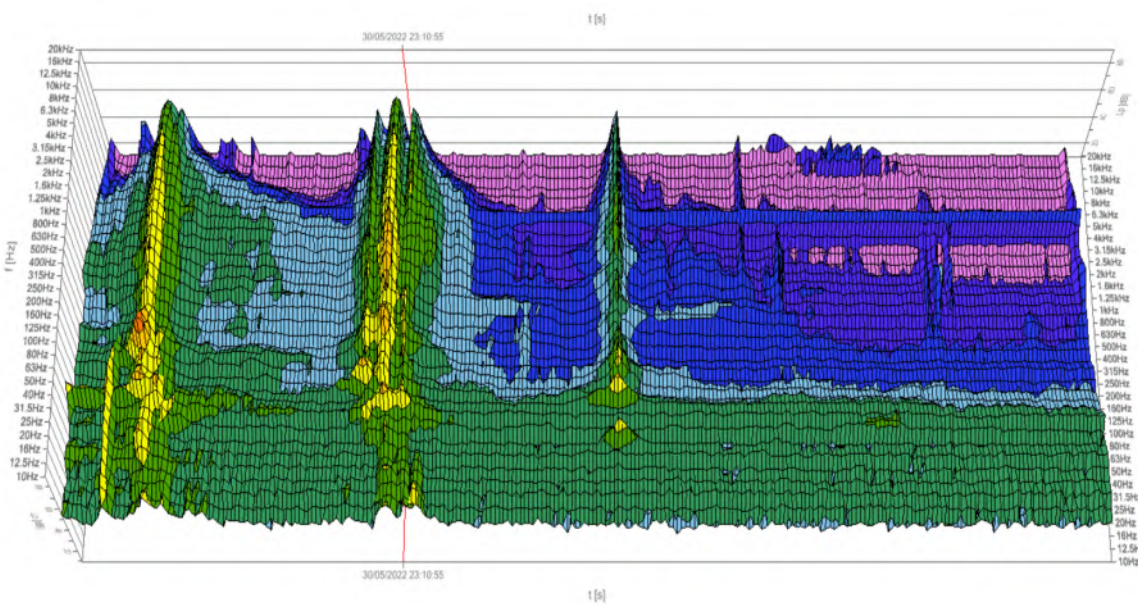 t [s]
30/05/2022 23:10:55
20kHz
16kHz
12.5kHz
10kHz
8kHz
6.3kHz
5kHz
4kHz
3.15kHz
2.5kHz
2kHz
1.6kHz
1.25kHz
1kHz
800Hz
630Hz
500Hz
400Hz
315Hz
250Hz
200Hz
160Hz
125Hz
100Hz
80Hz
63Hz
50Hz
40Hz
31.5Hz
25Hz
20Hz
16Hz
12.5Hz
10Hz
f [Hz]
Lp [dB]
20kHz
16kHz
12.5kHz
10kHz
8kHz
6.3kHz
5kHz
4kHz
3.15kHz
2.5kHz
2kHz
1.6kHz
1.25kHz
1kHz
800Hz
630Hz
500Hz
400Hz
315Hz
250Hz
200Hz
160Hz
125Hz
100Hz
80Hz
63Hz
50Hz
40Hz
31.5Hz
25Hz
20Hz
16Hz
12.5H
10Hz
30/05/2022 23:10:55
t [s]